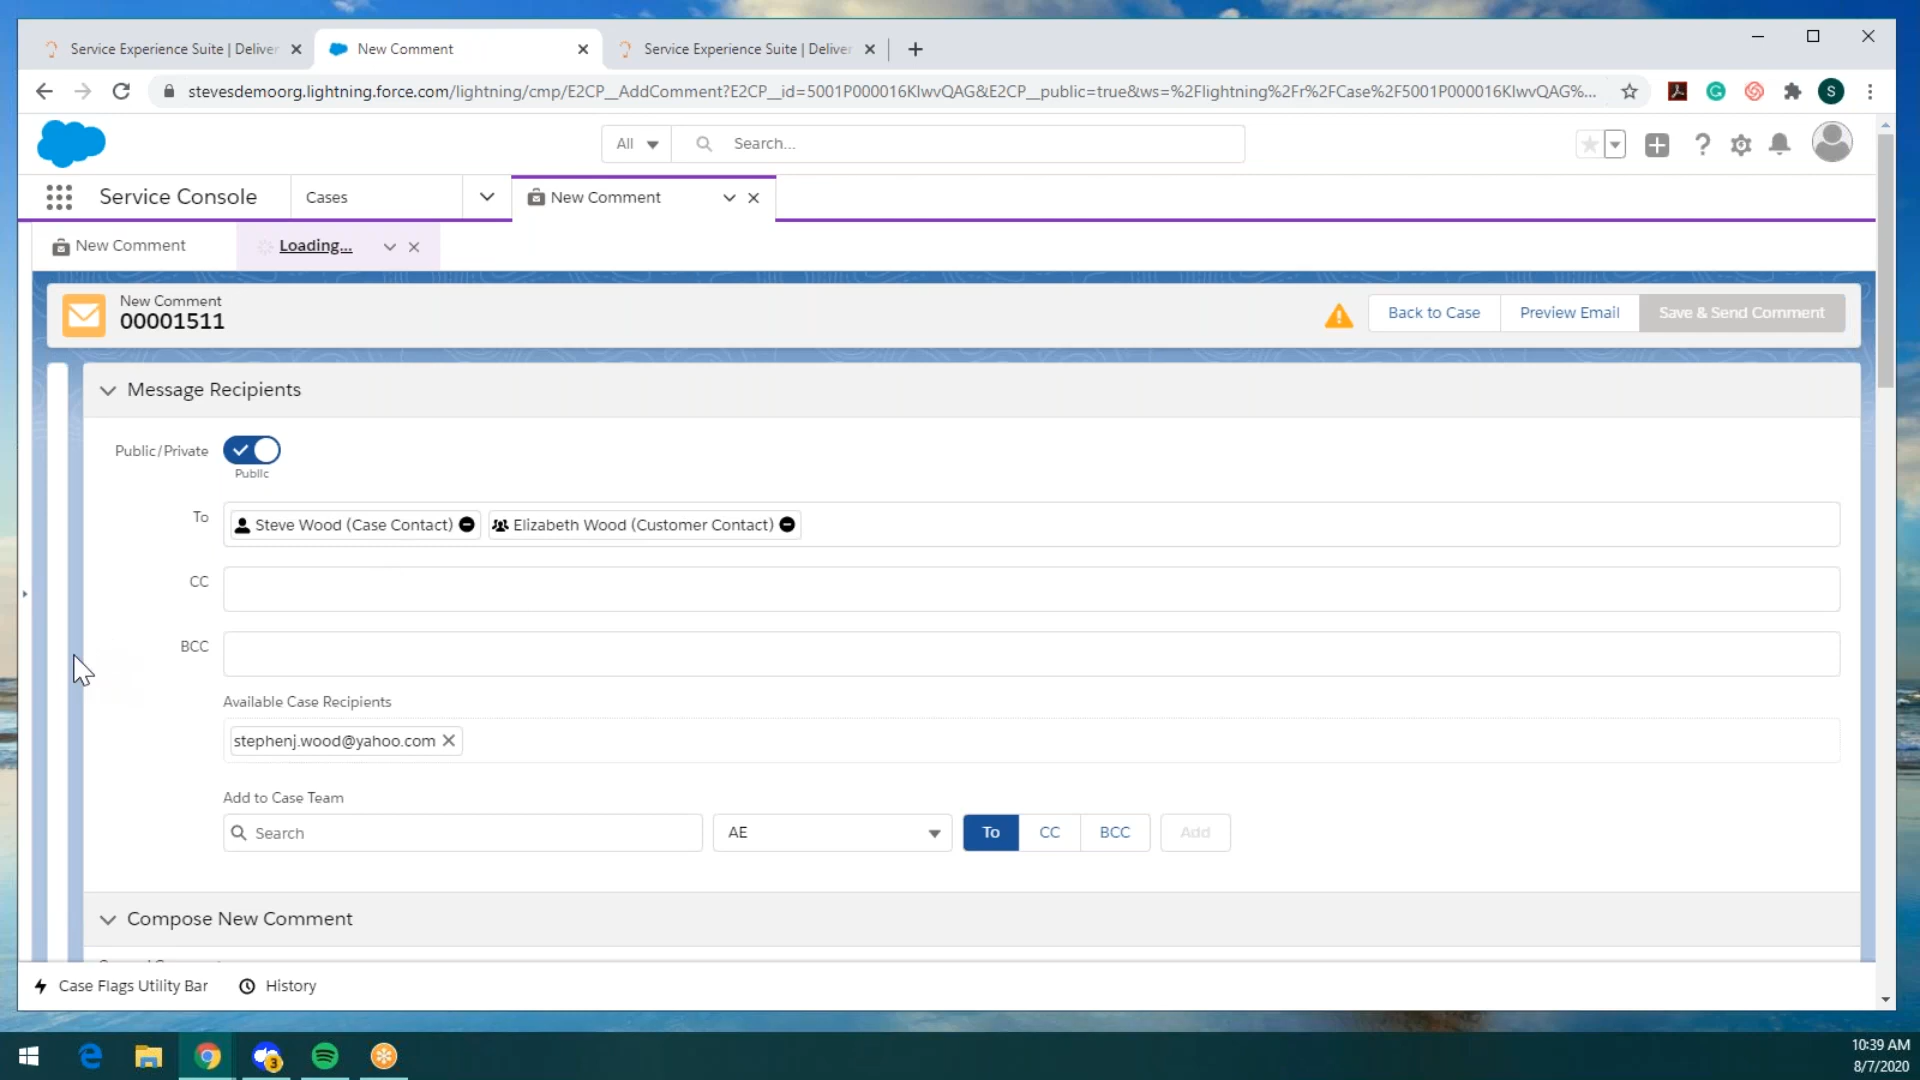 Service Experience Suite | Deliver
New Comment
Service Experience Suite | Deliver
stevesdemoorg.lightning.force.com/lightning/cmp/E2CP__AddComment?E2CP__id=5001P000016KIwvQAG&E2CP__public=true&ws=%2Flightning%2Fr%2FCase%2F5001P000016KIwvQAG%...
S
All
Search...
Service Console
Cases
New Comment
New Comment
Loading...
New Comment
00001511
Back to Case
Preview Email
Save & Send Comment
Message Recipients
Public/Private
Public
To
Steve Wood (Case Contact)
Elizabeth Wood (Customer Contact)
CC
BCC
Available Case Recipients
stephenj.wood@yahoo.com
Add to Case Team
Search
AE
To
CC
BCC
Add
Compose New Comment
Case Flags Utility Bar
History
3
10:39 AM
8/7/2020